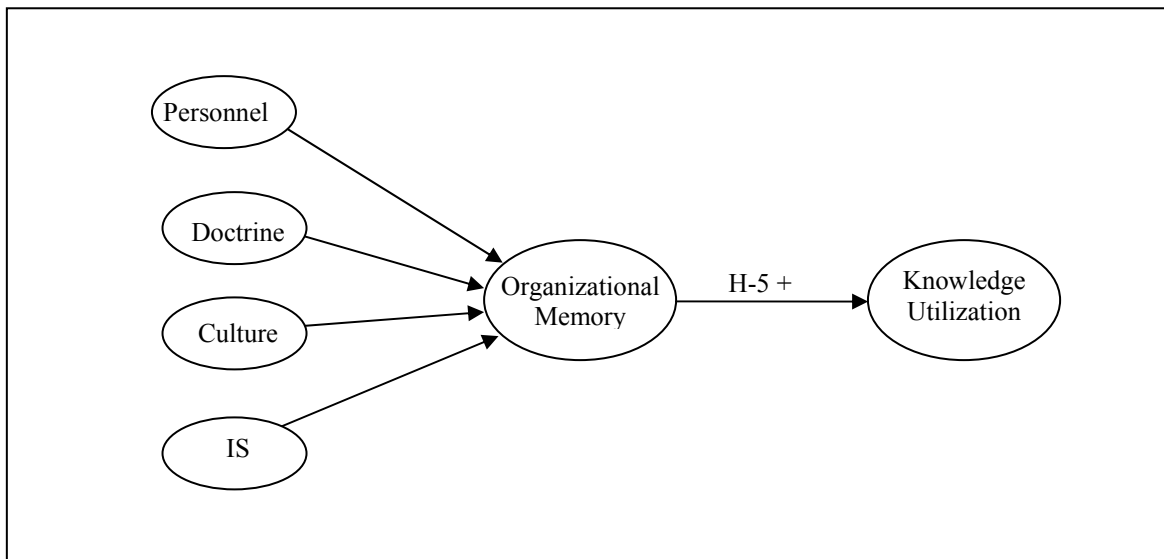 Personnel
Doctrine
Culture
IS
Organizational
Memory
H-5 +
Knowledge
Utilization